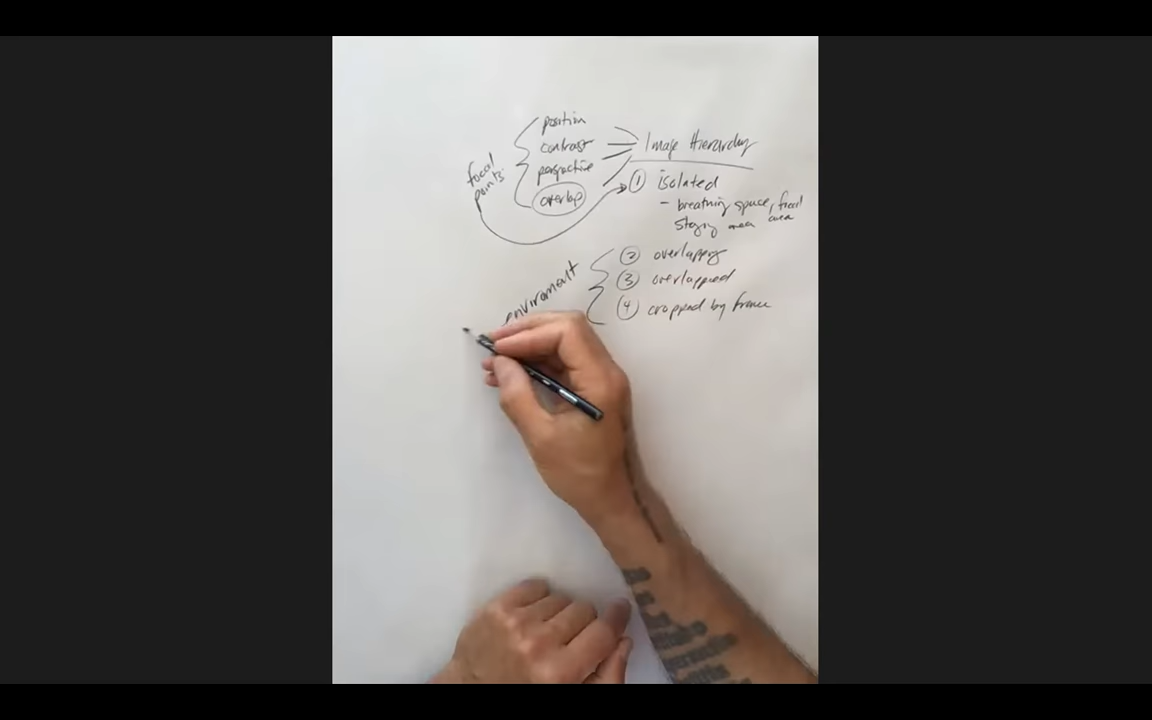 position
contrast
perspective
overlap
focal
points
Image Hierarchy
① isolated
- breathing space, focal
staging area area
② overlapping
③ overlapped
④ cropped by frame
enviroment